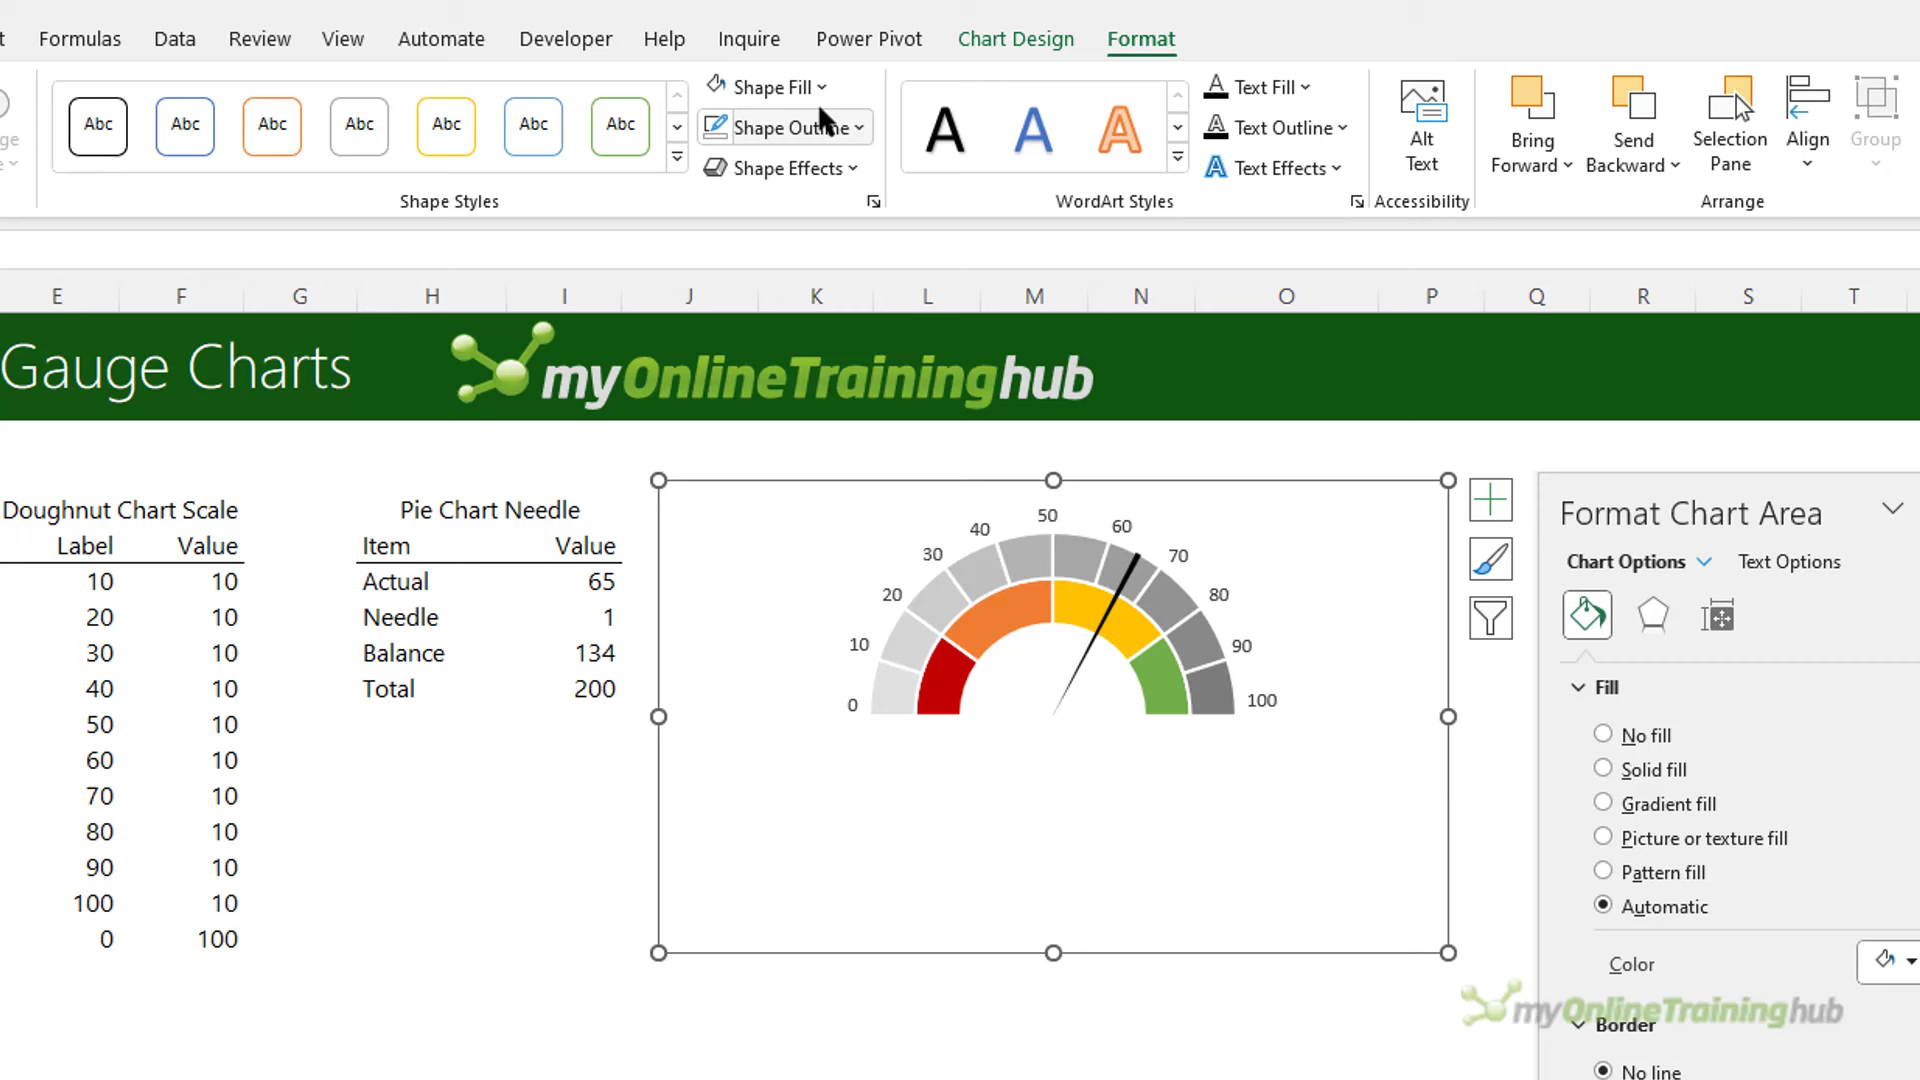 t Formulas Data Review View Automate Developer Help Inquire Power Pivot Chart Design Format
Abc Abc Abc Abc Abc Abc Abc
Shape Fill
Shape Outline
Shape Effects
Shape Styles
A A A
Text Fill
Text Outline
Text Effects
WordArt Styles
Alt
Text
Accessibility
Bring
Forward
Send
Backward
Selection
Pane
Align
Group
Arrange
E F G H I J K L M N O P Q R S T
Gauge Charts
myOnlineTraininghub
Doughnut Chart Scale
Label Value
10 10
20 10
30 10
40 10
50 10
60 10
70 10
80 10
90 10
100 10
0 100
Pie Chart Needle
Item Value
Actual 65
Needle 1
Balance 134
Total 200
0
10
20
30
40
50
60
70
80
90
100
Format Chart Area
Chart Options Text Options
Fill
No fill
Solid fill
Gradient fill
Picture or texture fill
Pattern fill
Automatic
Color
myOnlineTraininghub
Border
No line